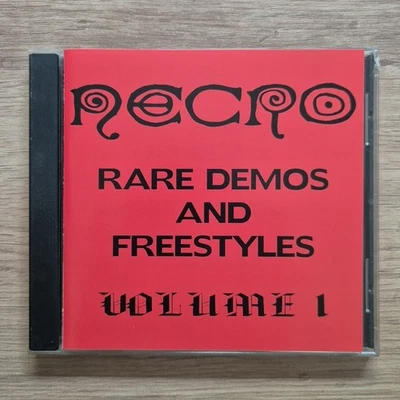 NECRO
RARE DEMOS
AND
FREESTYLES
VOLUME 1